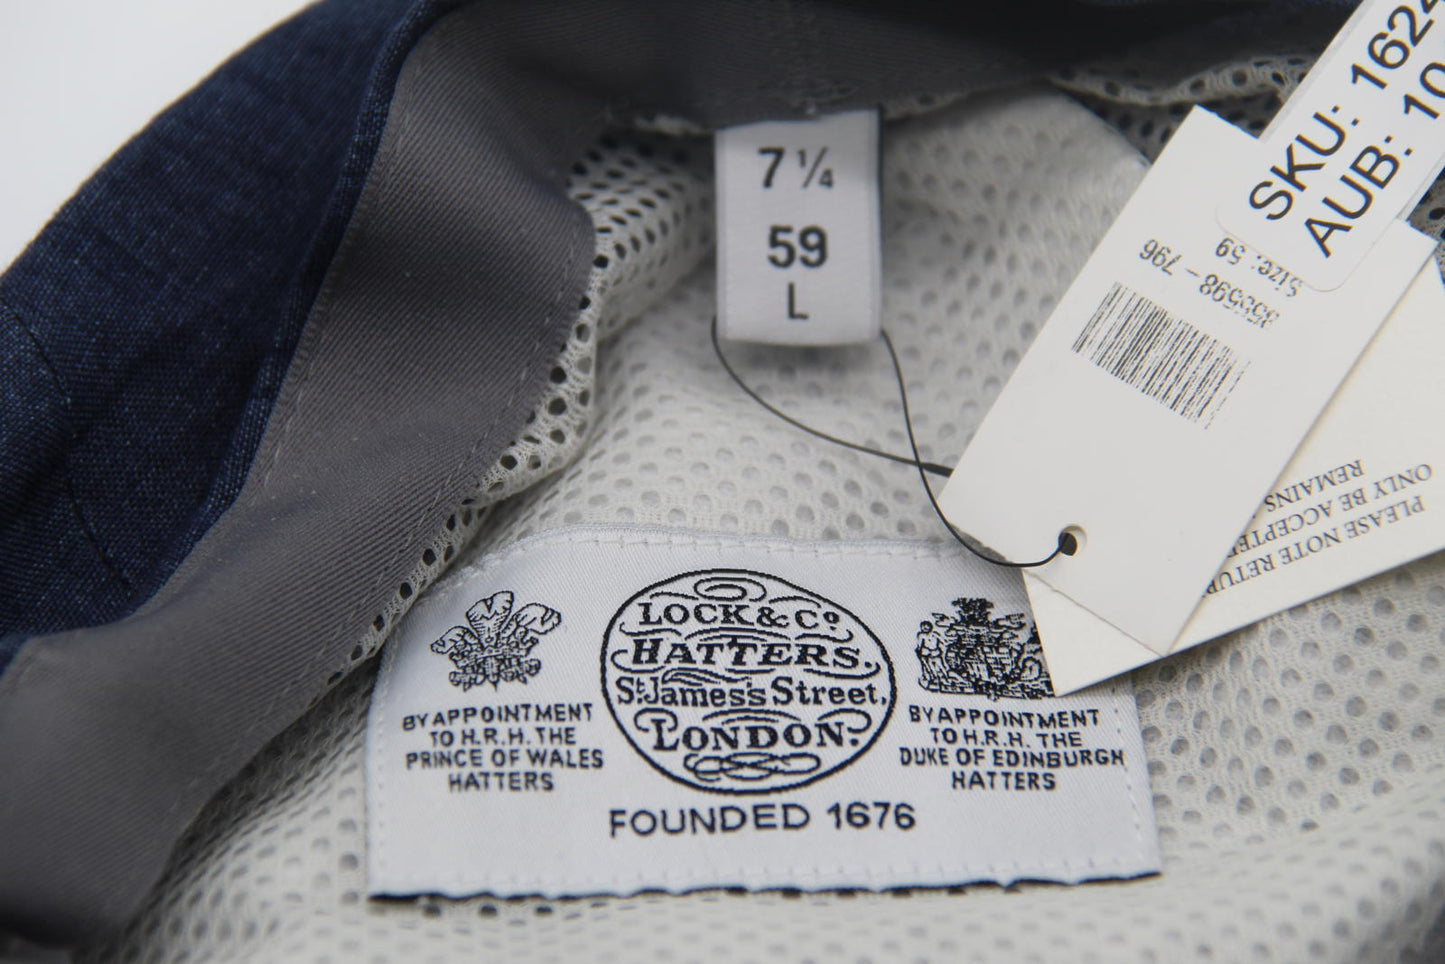 7 ¼
59
L
SKU: 1624
AUB: 10
Size: 59
PLEASE NOTE RETUR
ONLY BE ACCEPTED
REMAINS
LOCK & Cº
HATTERS,
St. James's Street,
LONDON.
BY APPOINTMENT
TO H.R.H. THE
PRINCE OF WALES
HATTERS
BY APPOINTMENT
TO H.R.H. THE
DUKE OF EDINBURGH
HATTERS
FOUNDED 1676